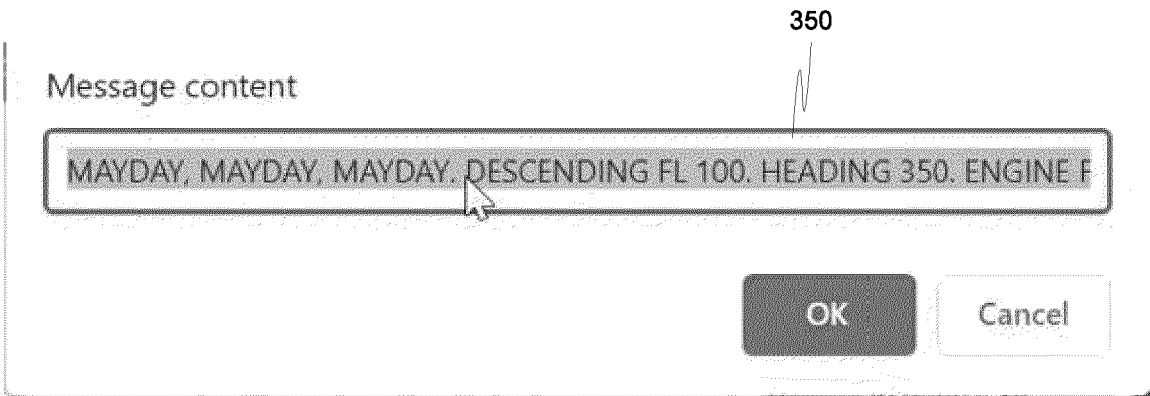 350
Message content
MAYDAY, MAYDAY, MAYDAY. DESCENDING FL 100. HEADING 350. ENGINE
OK Cancel